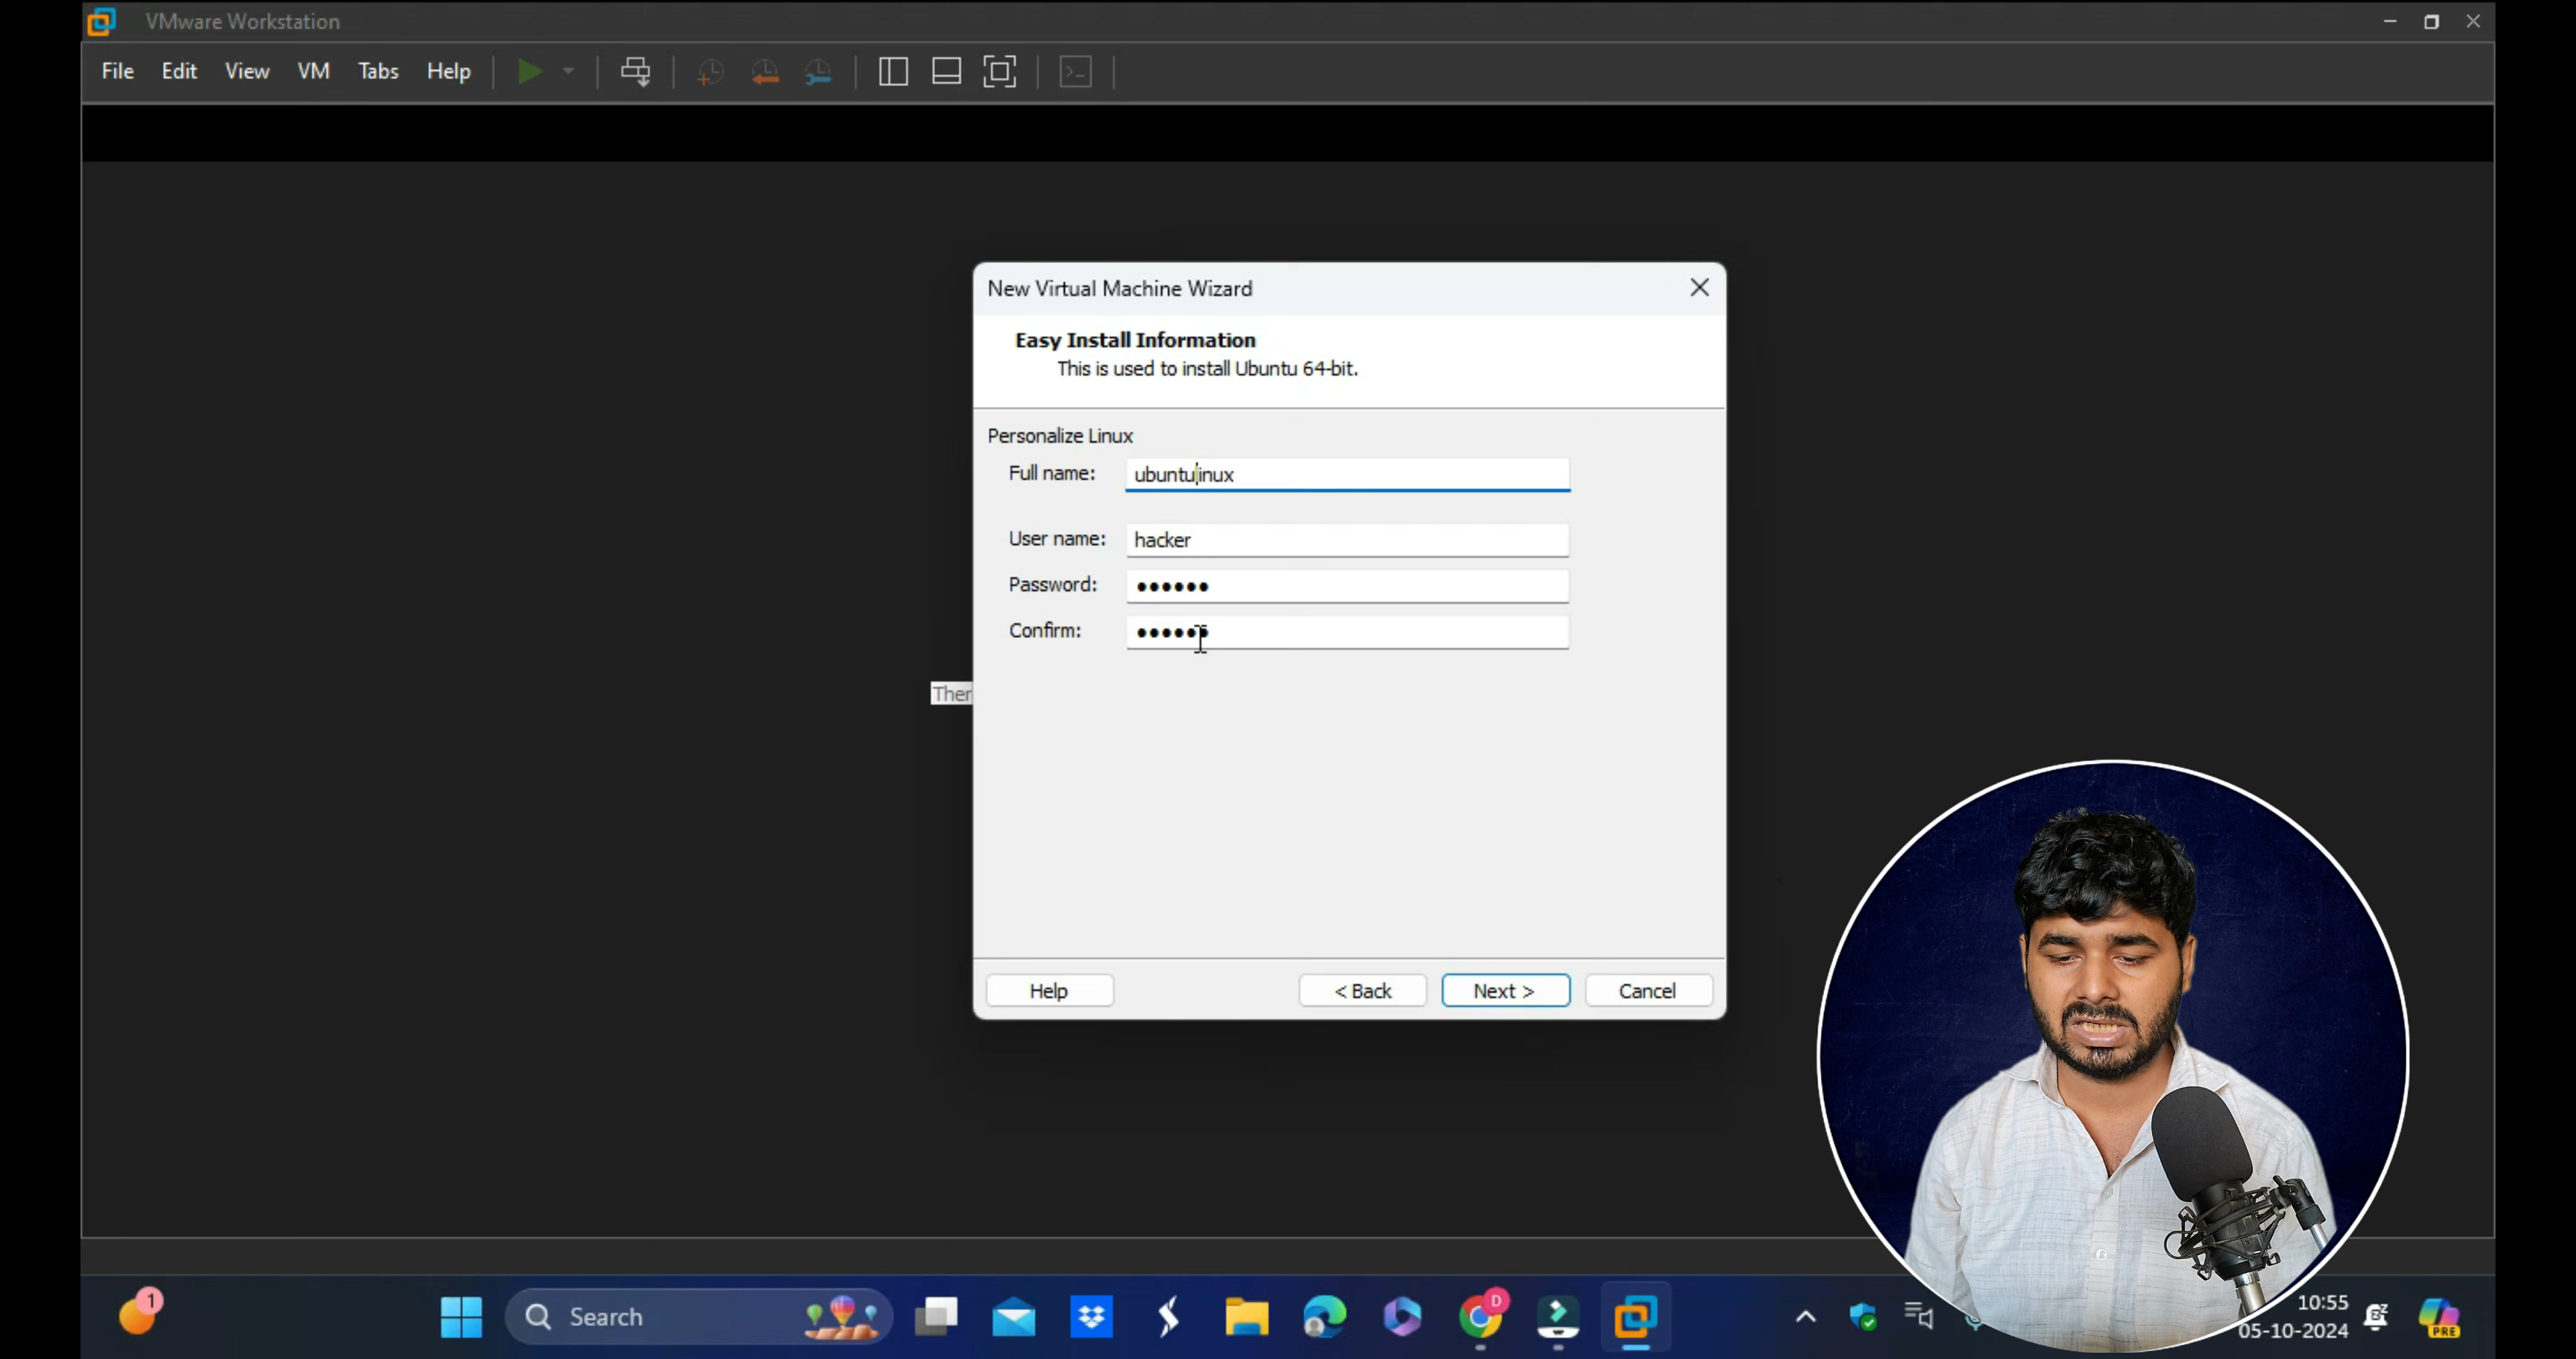 VMware Workstation
File Edit View VM Tabs Help
New Virtual Machine Wizard
Easy Install Information
This is used to install Ubuntu 64-bit.
Personalize Linux
Full name: ubuntulinux
User name: hacker
Password: ••••••
Confirm: ••••••
Ther
Help < Back Next > Cancel
1
Search
D
10:55
05-10-2024
PRE